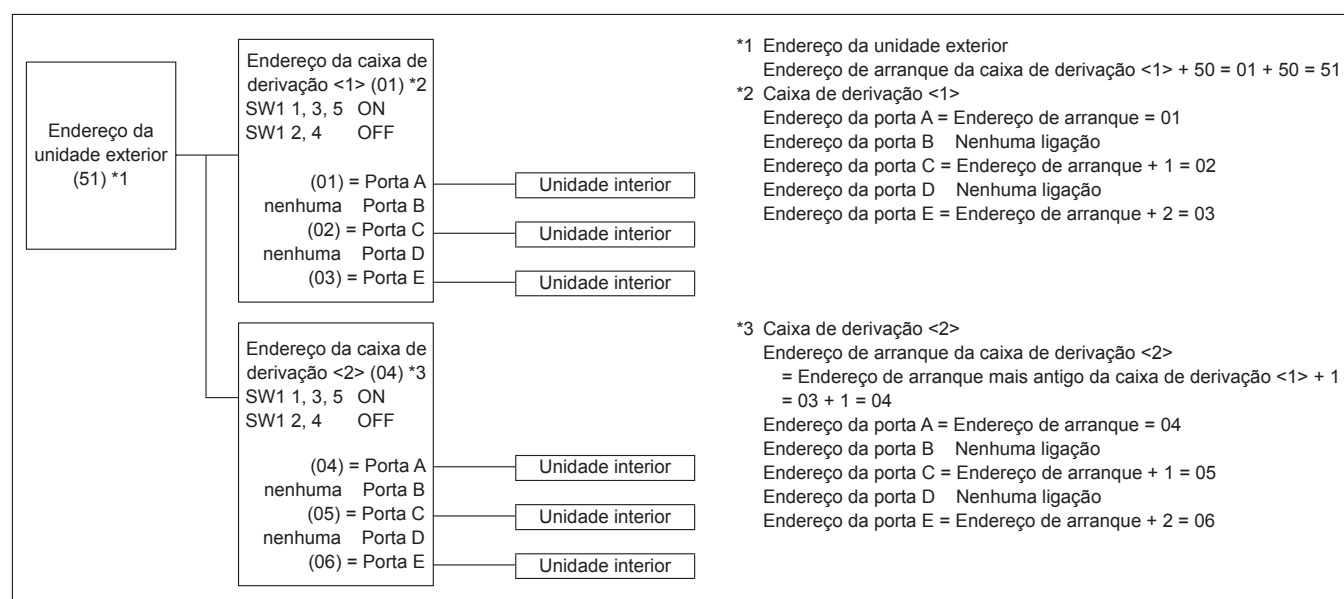 Endereço da
unidade exterior
(51) *1
Endereço da caixa de
derivação <1> (01) *2
SW1 1, 3, 5 ON
SW1 2, 4 OFF
(01) = Porta A
nenhuma Porta B
(02) = Porta C
nenhuma Porta D
(03) = Porta E
Unidade interior
Unidade interior
Unidade interior
Endereço da caixa de
derivação <2> (04) *3
SW1 1, 3, 5 ON
SW1 2, 4 OFF
(04) = Porta A
nenhuma Porta B
(05) = Porta C
nenhuma Porta D
(06) = Porta E
Unidade interior
Unidade interior
Unidade interior
*1 Endereço da unidade exterior
Endereço de arranque da caixa de derivação <1> + 50 = 01 + 50 = 51
*2 Caixa de derivação <1>
Endereço da porta A = Endereço de arranque = 01
Endereço da porta B Nenhuma ligação
Endereço da porta C = Endereço de arranque + 1 = 02
Endereço da porta D Nenhuma ligação
Endereço da porta E = Endereço de arranque + 2 = 03
*3 Caixa de derivação <2>
Endereço de arranque da caixa de derivação <2>
= Endereço de arranque mais antigo da caixa de derivação <1> + 1
= 03 + 1 = 04
Endereço da porta A = Endereço de arranque = 04
Endereço da porta B Nenhuma ligação
Endereço da porta C = Endereço de arranque + 1 = 05
Endereço da porta D Nenhuma ligação
Endereço da porta E = Endereço de arranque + 2 = 06